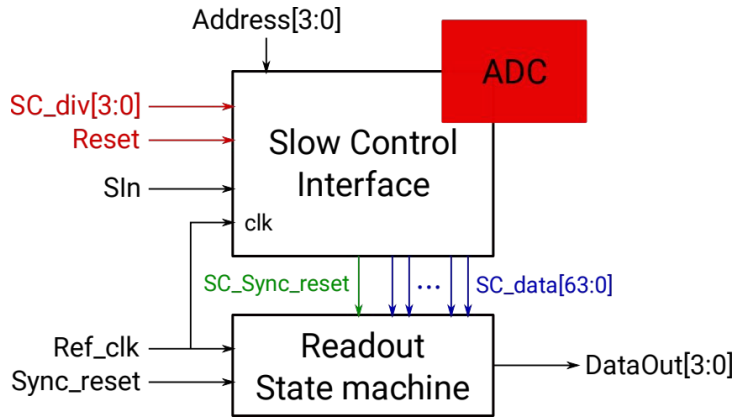 Address[3:0]
ADC
SC_div[3:0]
Reset
Slow Control
Interface
SIn
clk
SC_Sync_reset
...
SC_data[63:0]
Ref_clk
Readout
State machine
Sync_reset
DataOut[3:0]